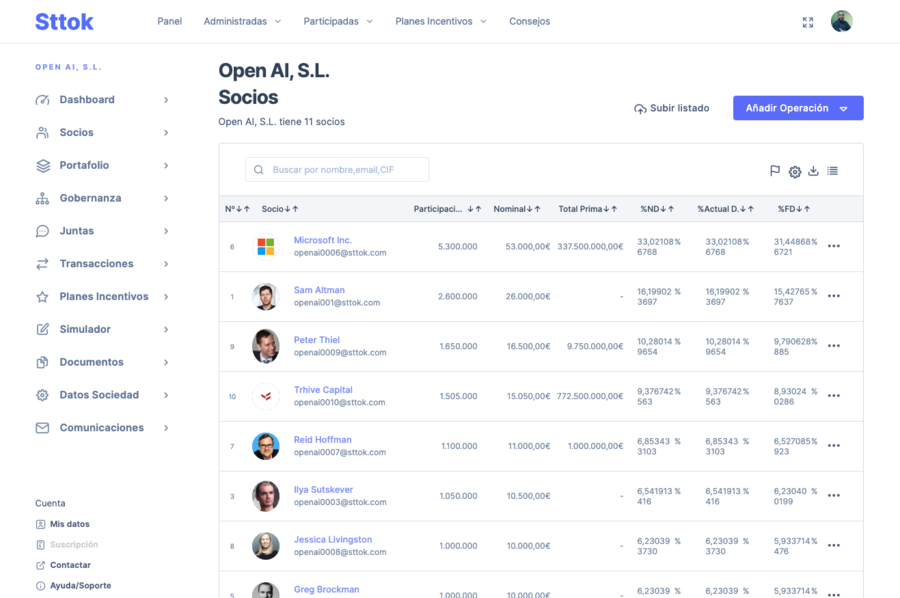 Sttok
Panel Administradas Participadas Planes Incentivos Consejos
OPEN AI, S.L.
Dashboard
Socios
Portafolio
Gobernanza
Juntas
Transacciones
Planes Incentivos
Simulador
Documentos
Datos Sociedad
Comunicaciones
Cuenta
Mis datos
Suscripción
Contactar
Ayuda/Soporte
Open AI, S.L.
Socios
Open AI, S.L. tiene 11 socios
Subir listado
Añadir Operación
Buscar por nombre,email,CIF
Nº↓↑ Socio↓↑ Participaci... ↓↑ Nominal↓↑ Total Prima↓↑ %ND↓↑ %Actual D.↓↑ %FD↓↑
6 Microsoft Inc. 5.300.000 53.000,00€ 337.500.000,00€ 33,02108% 33,02108% 31,44868%
openai0006@sttok.com 6768 6768 6721
1 Sam Altman 2.600.000 26.000,00€ - 16,19902 % 16,19902 % 15,42765%
openai001@sttok.com 3697 3697 7637
9 Peter Thiel 1.650.000 16.500,00€ 9.750.000,00€ 10,28014 % 10,28014 % 9,790628%
openai0009@sttok.com 9654 9654 885
10 Trhive Capital 1.505.000 15.050,00€ 772.500.000,00€ 9,376742% 9,376742% 8,93024 %
openai0010@sttok.com 563 563 0286
7 Reid Hoffman 1.100.000 11.000,00€ 1.000.000,00€ 6,85343 % 6,85343 % 6,527085%
openai0007@sttok.com 3103 3103 923
3 Ilya Sutskever 1.050.000 10.500,00€ - 6,541913 % 6,541913 % 6,23040 %
openai0003@sttok.com 416 416 0199
8 Jessica Livingston 1.000.000 10.000,00€ - 6,23039 % 6,23039 % 5,933714%
openai0008@sttok.com 3730 3730 476
5 Greg Brockman 1.000.000 10.000,00€ - 6,23039 % 6,23039 % 5,933714%